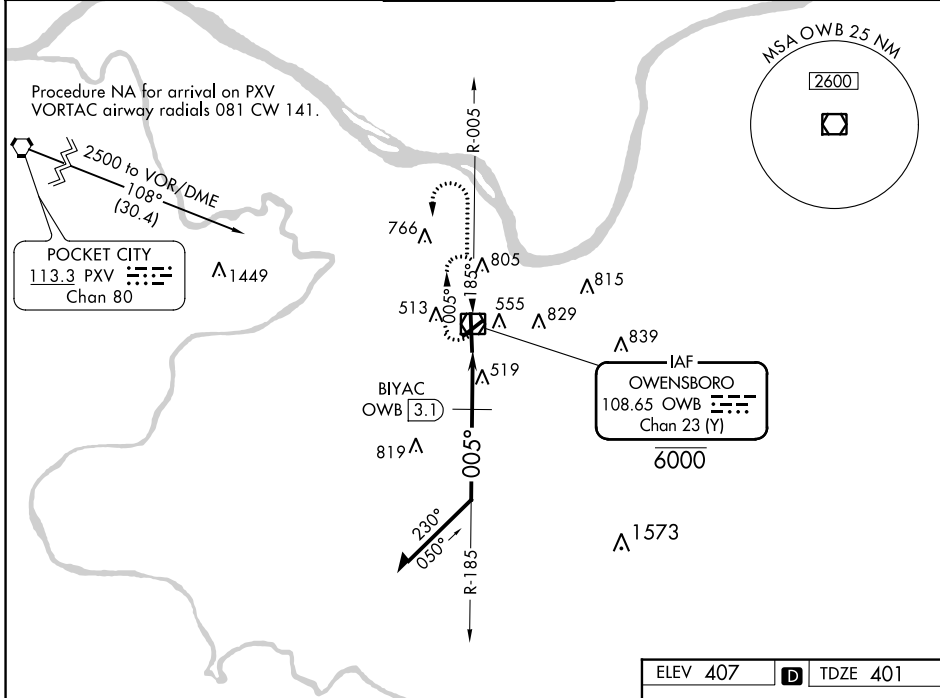 MSA OWB 25 NM
2600
Procedure NA for arrival on PXV
VORTAC airway radials 081 CW 141.
2500 to VOR/DME
108°
(30.4)
POCKET CITY
113.3 PXV
Chan 80
1449
R-005
766
805
815
185°
005°
513
555
829
839
519
IAF
OWENSBORO
108.65 OWB
Chan 23 (Y)
6000
BIYAC
OWB 3.1
819
005°
230°
050°
R-185
1573
ELEV 407 D TDZE 401